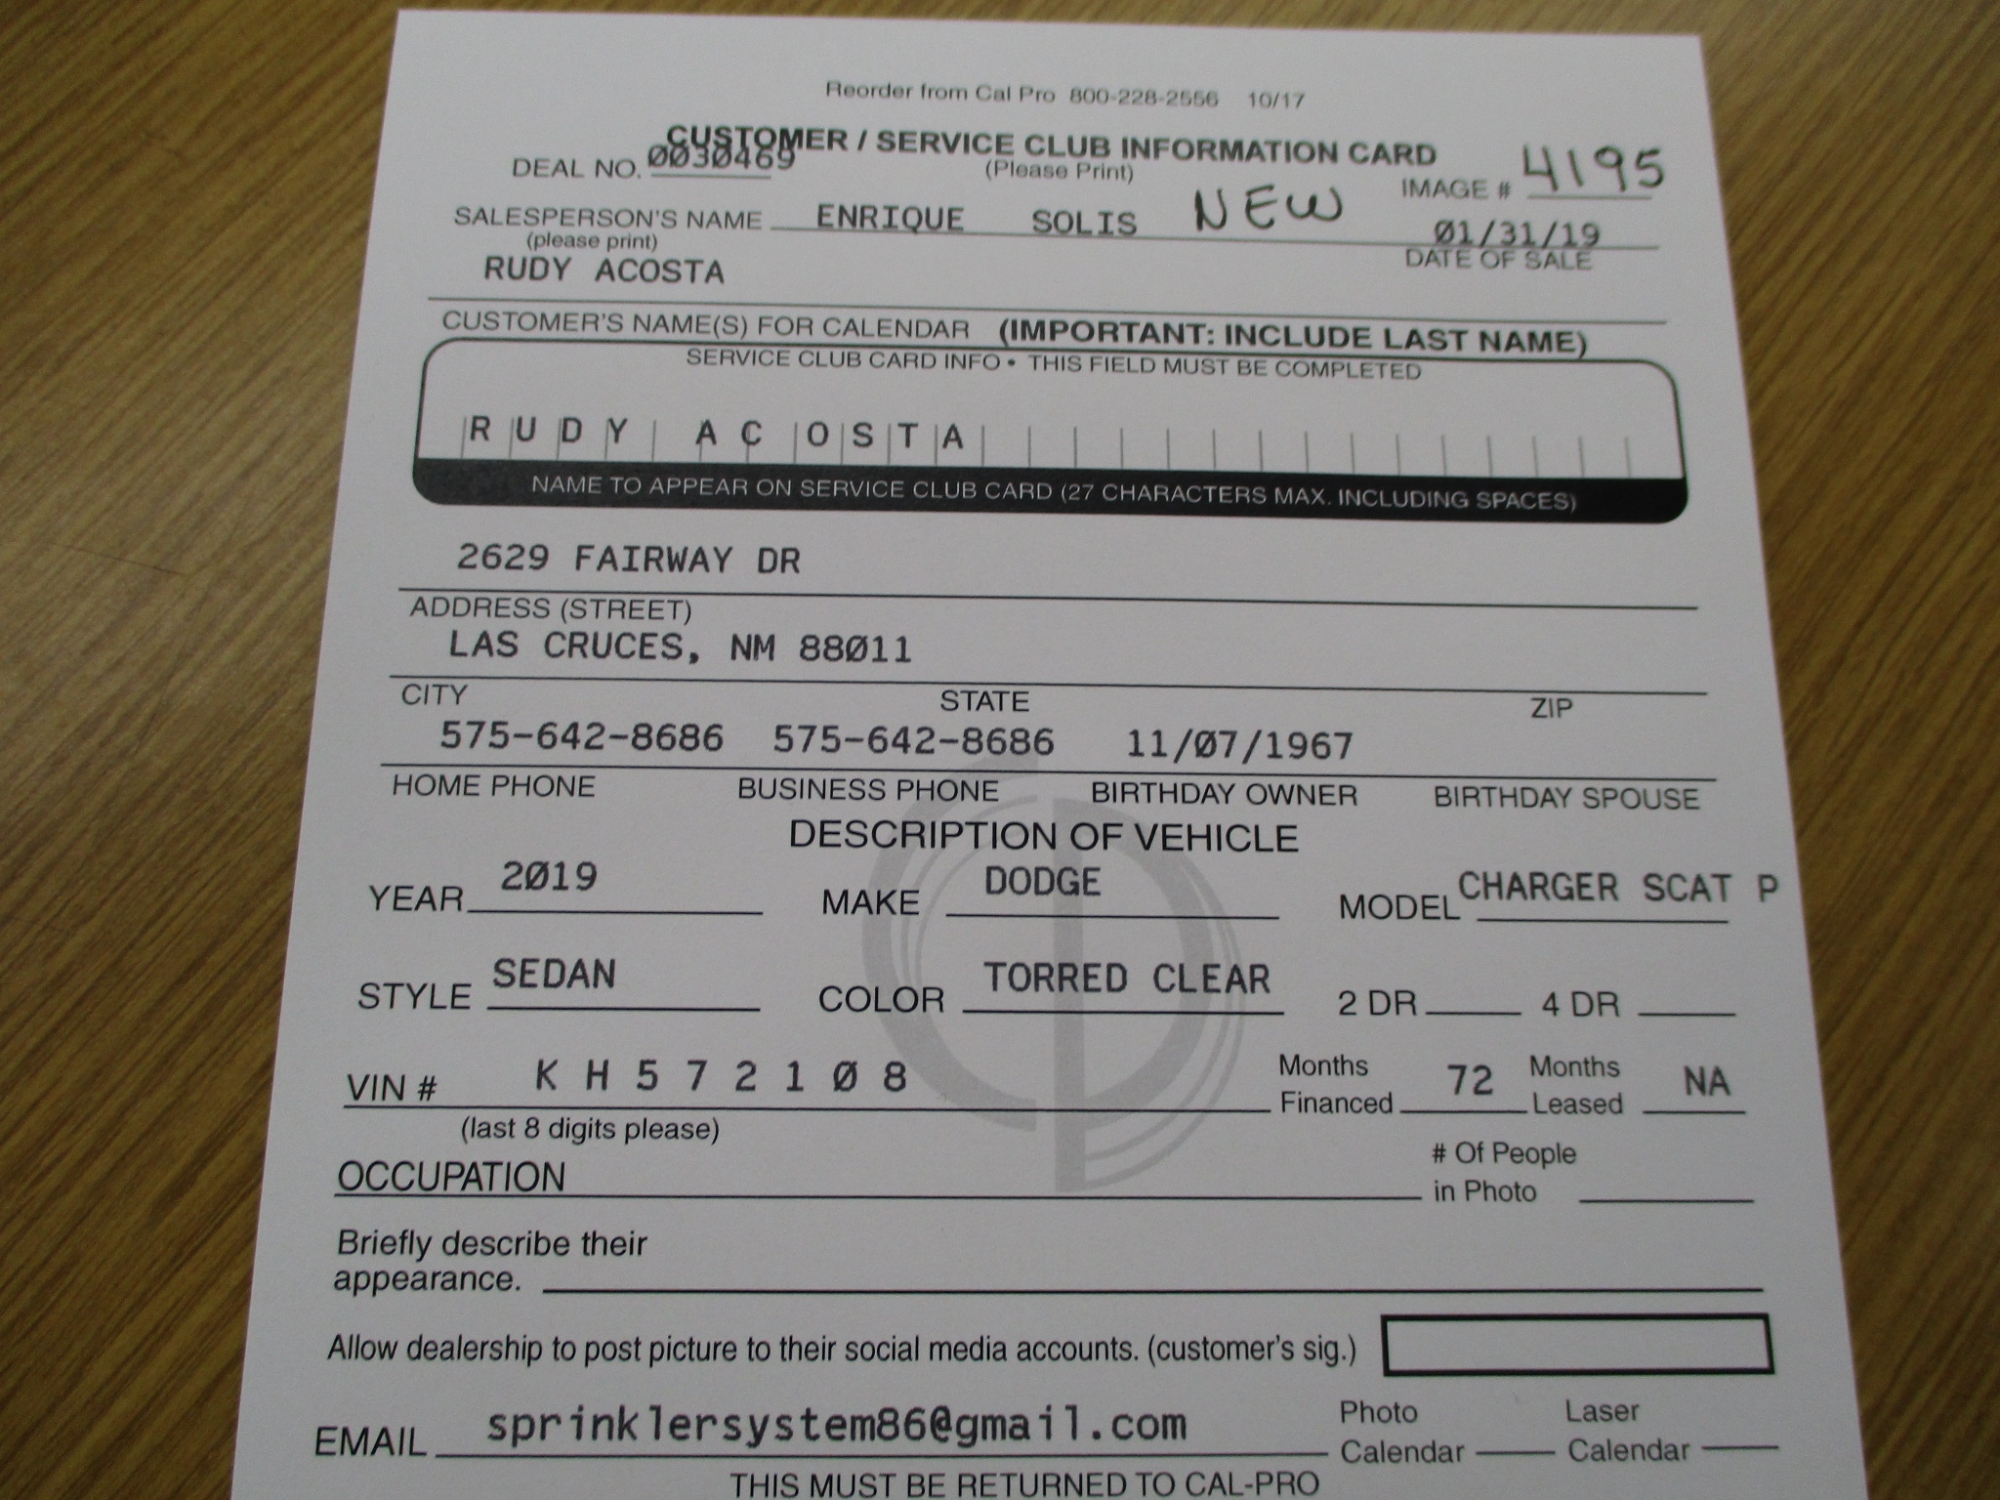 Reorder from Cal Pro 800-228-2556 10/17
CUSTOMER / SERVICE CLUB INFORMATION CARD
DEAL NO. 0030469 (Please Print) IMAGE # 4195
SALESPERSON'S NAME ENRIQUE SOLIS NEW 01/31/19
(please print) DATE OF SALE
RUDY ACOSTA
CUSTOMER'S NAME(S) FOR CALENDAR (IMPORTANT: INCLUDE LAST NAME)
SERVICE CLUB CARD INFO • THIS FIELD MUST BE COMPLETED
RUDY ACOSTA
NAME TO APPEAR ON SERVICE CLUB CARD (27 CHARACTERS MAX. INCLUDING SPACES)
2629 FAIRWAY DR
ADDRESS (STREET)
LAS CRUCES, NM 88011
CITY STATE ZIP
575-642-8686 575-642-8686 11/07/1967
HOME PHONE BUSINESS PHONE BIRTHDAY OWNER BIRTHDAY SPOUSE
DESCRIPTION OF VEHICLE
YEAR 2019 MAKE DODGE MODEL CHARGER SCAT P
STYLE SEDAN COLOR TORRED CLEAR 2 DR 4 DR
VIN # KH572108 Months Financed 72 Months Leased NA
(last 8 digits please)
OCCUPATION # Of People in Photo
Briefly describe their
appearance.
Allow dealership to post picture to their social media accounts. (customer's sig.)
EMAIL sprinklersystem86@gmail.com Photo Calendar Laser Calendar
THIS MUST BE RETURNED TO CAL-PRO